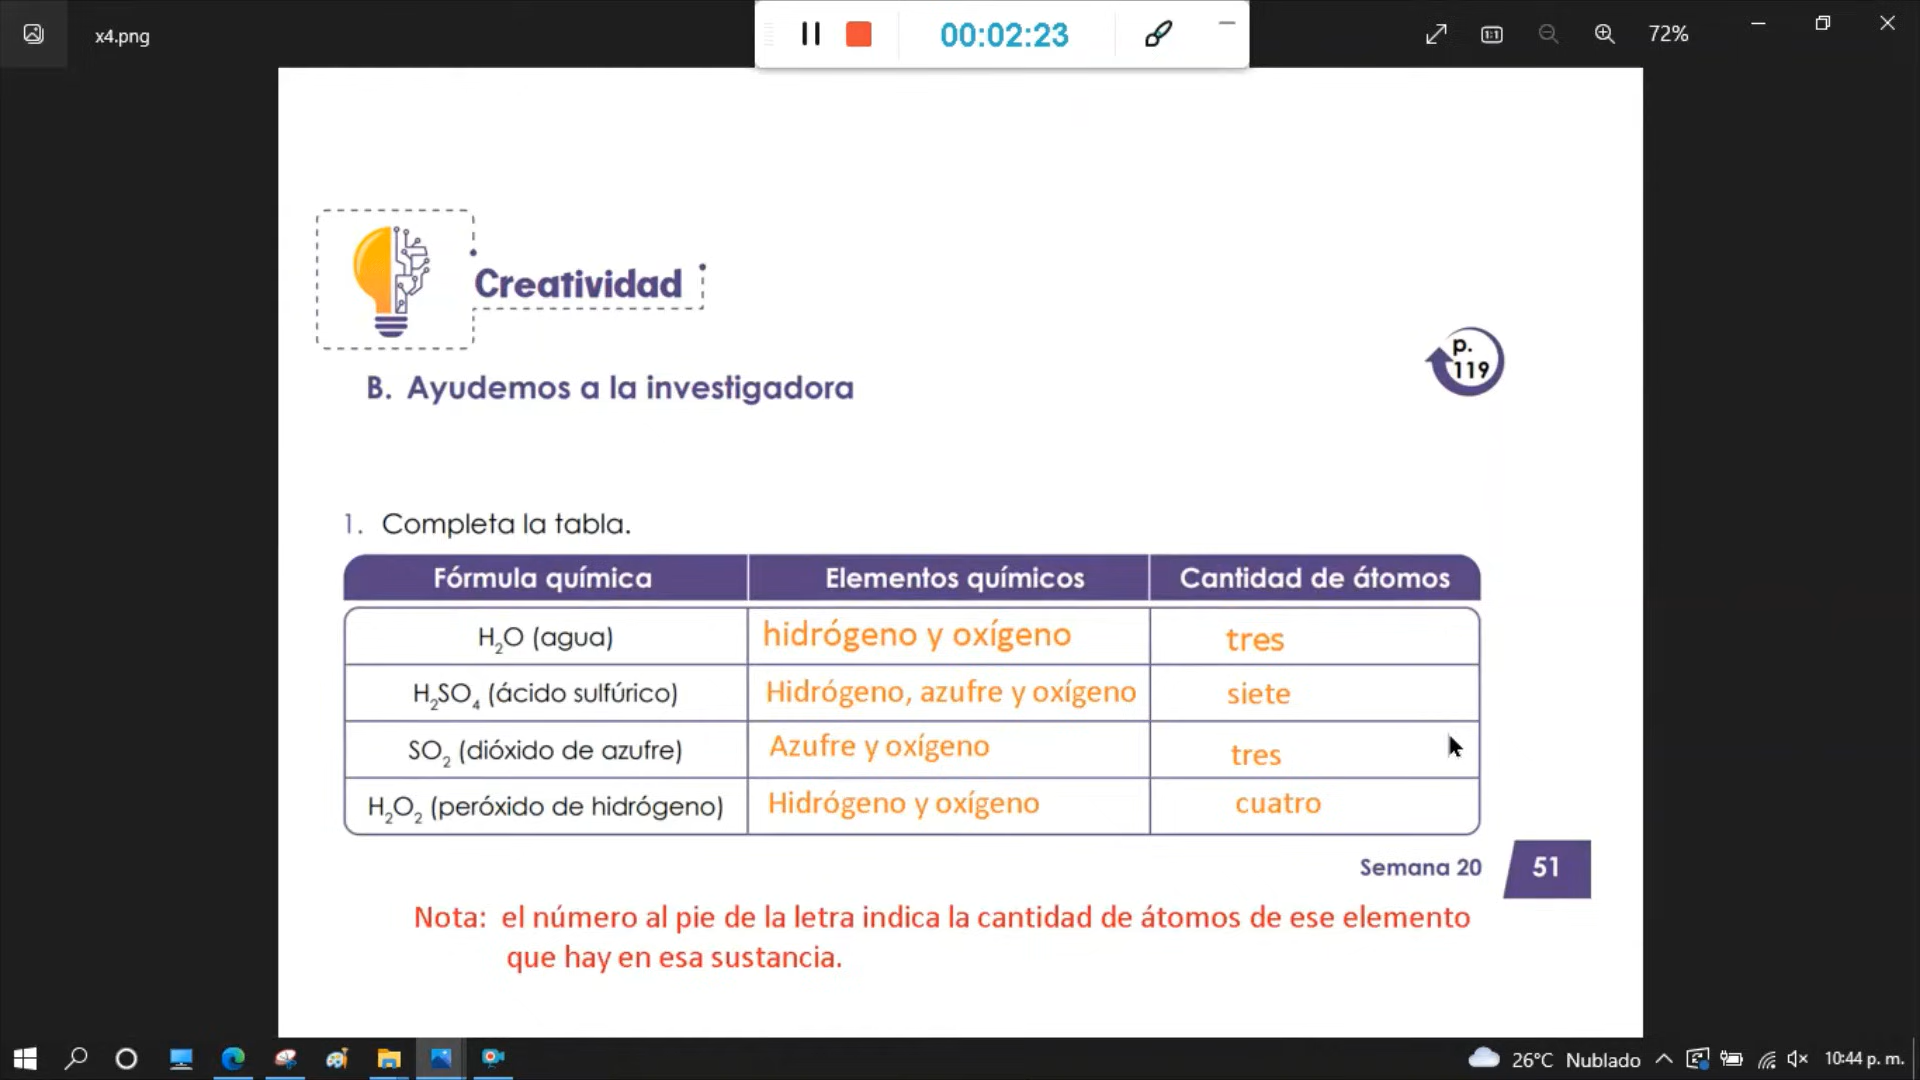 x4.png
00:02:23
72%
Creatividad
p.
119
B. Ayudemos a la investigadora
1. Completa la tabla.
Fórmula química Elementos químicos Cantidad de átomos
H₂O (agua) hidrógeno y oxígeno tres
H₂SO₄ (ácido sulfúrico) Hidrógeno, azufre y oxígeno siete
SO₂ (dióxido de azufre) Azufre y oxígeno tres
H₂O₂ (peróxido de hidrógeno) Hidrógeno y oxígeno cuatro
Semana 20 51
Nota: el número al pie de la letra indica la cantidad de átomos de ese elemento
que hay en esa sustancia.
26°C Nublado 10:44 p. m.